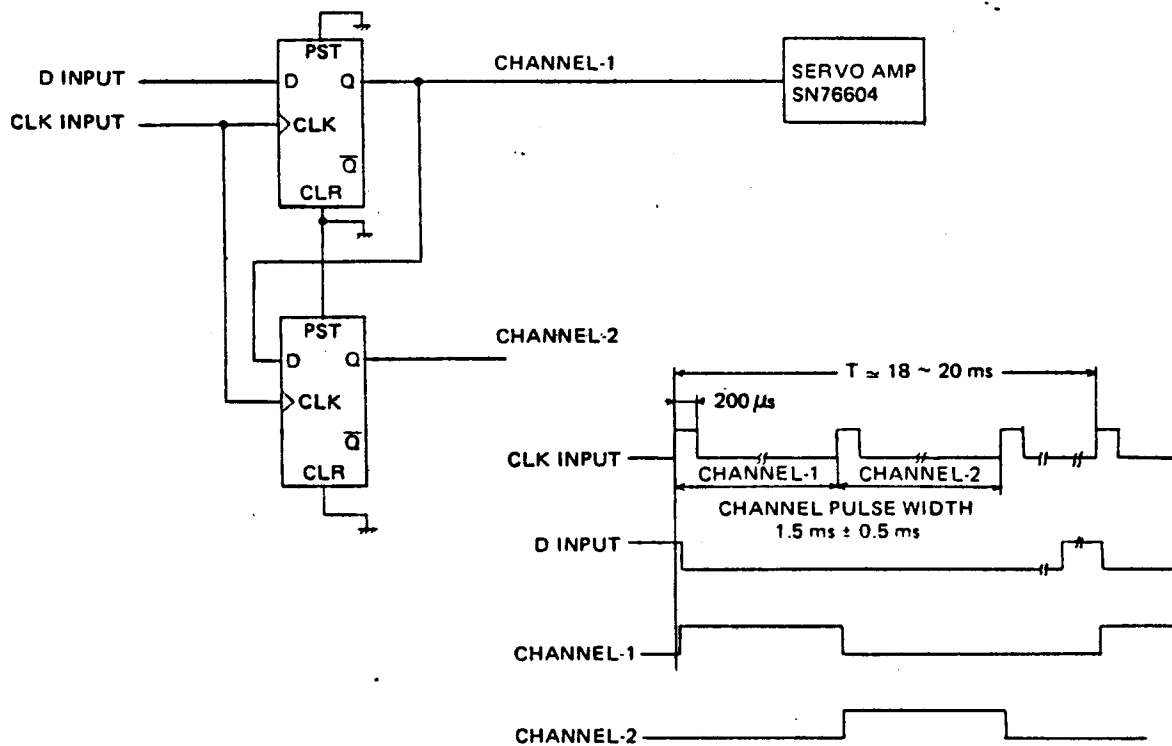 PST
D INPUT
D
Q
CHANNEL-1
SERVO AMP
SN76604
CLK INPUT
CLK
Q̅
CLR
PST
CHANNEL-2
D
Q
CLK
Q̅
CLR
T ≃ 18 ~ 20 ms
200 μs
CLK INPUT
CHANNEL-1
CHANNEL-2
CHANNEL PULSE WIDTH
1.5 ms ± 0.5 ms
D INPUT
CHANNEL-1
CHANNEL-2